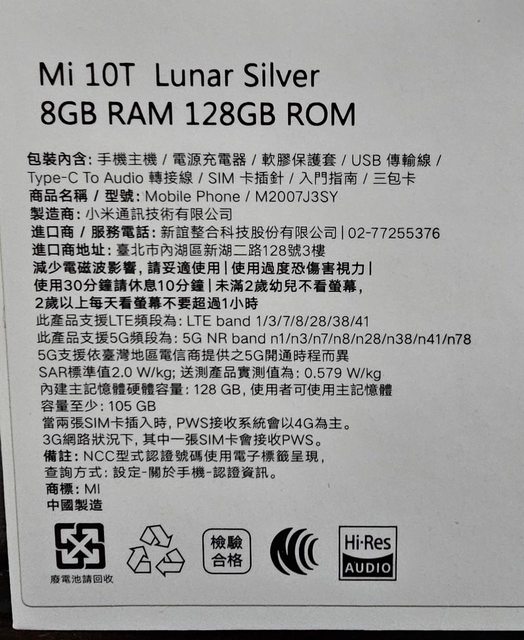 Mi 10T Lunar Silver
8GB RAM 128GB ROM
包裝內含: 手機主機 / 電源充電器 / 軟膠保護套 / USB 傳輸線 /
Type-C To Audio 轉接線 / SIM 卡插針 / 入門指南 / 三包卡
商品名稱 / 型號: Mobile Phone / M2007J3SY
製造商: 小米通訊技術有限公司
進口商 / 服務電話: 新誼整合科技股份有限公司 | 02-77255376
進口商地址: 臺北市內湖區新湖二路128號3樓
減少電磁波影響, 請妥適使用 | 使用過度恐傷害視力 |
使用30分鐘請休息10分鐘 | 未滿2歲幼兒不看螢幕,
2歲以上每天看螢幕不要超過1小時
此產品支援LTE頻段為: LTE band 1/3/7/8/28/38/41
此產品支援5G頻段為: 5G NR band n1/n3/n7/n8/n28/n38/n41/n78
5G支援依臺灣地區電信商提供之5G開通時程而異
SAR標準值2.0 W/kg; 送測產品實測值為: 0.579 W/kg
內建主記憶體硬體容量: 128 GB, 使用者可使用主記憶體
容量至少: 105 GB
當兩張SIM卡插入時, PWS接收系統會以4G為主。
3G網路狀況下, 其中一張SIM卡會接收PWS。
備註: NCC型式認證號碼使用電子標籤呈現,
查詢方式: 設定-關於手機-認證資訊。
商標: MI
中國製造
廢電池請回收
檢驗
合格
Hi-Res
AUDIO